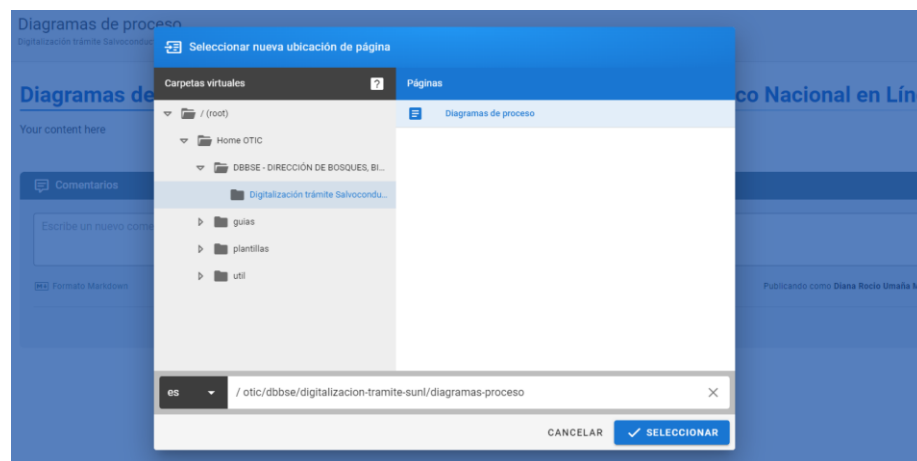 Diagramas de proceso
Digitalización trámite Salvoconduc
Seleccionar nueva ubicación de página
Carpetas virtuales
?
Páginas
/ (root)
Home OTIC
DBBSE - DIRECCIÓN DE BOSQUES, BI...
Digitalización trámite Salvocondu...
guias
plantillas
util
Diagramas de proceso
Diagramas de
co Nacional en Lín
Your content here
Comentarios
Escribe un nuevo come
Formato Markdown
Publicando como Diana Rocio Umaña M
es
/ otic/dbbse/digitalizacion-tramite-sunl/diagramas-proceso
CANCELAR
SELECCIONAR